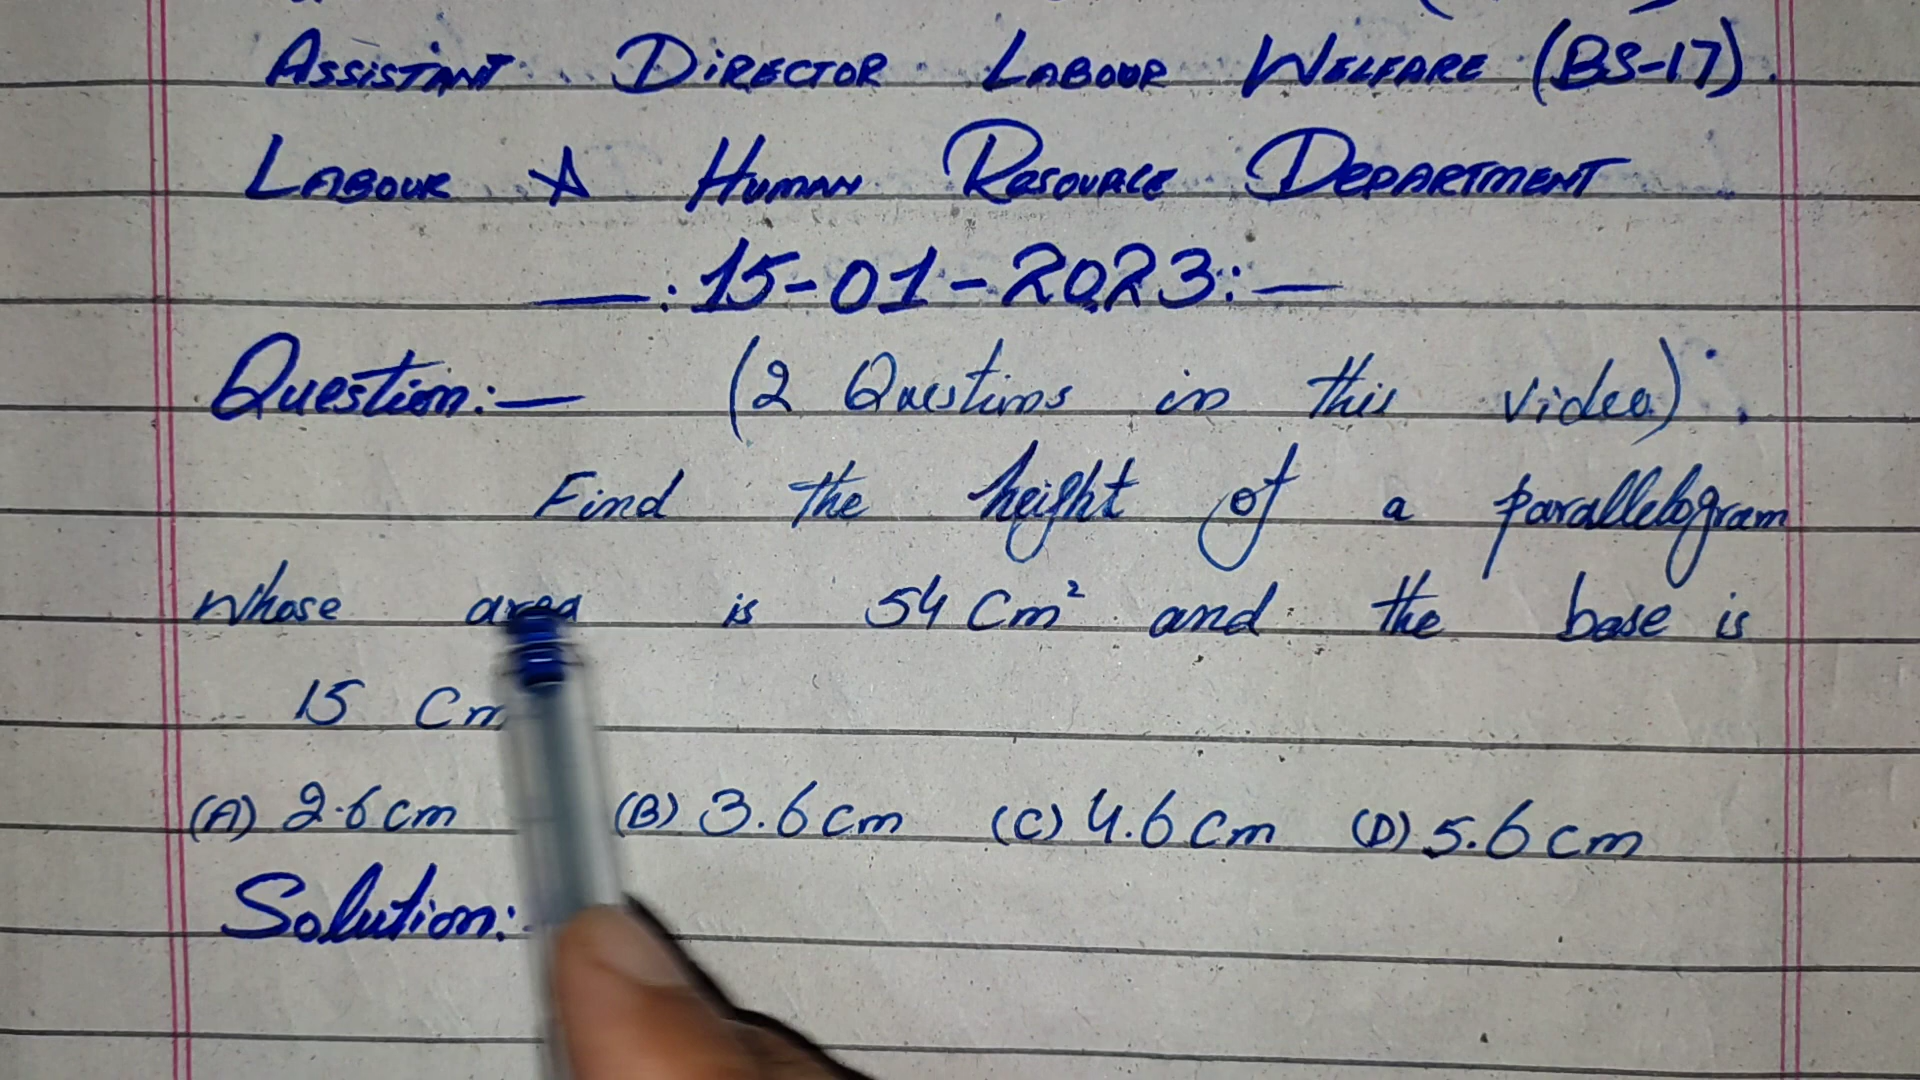 ASSISTANT DIRECTOR LABOUR WELFARE (BS-17)
LABOUR & HUMAN RESOURCE DEPARTMENT
—:15-01-2023:—
Question:— (2 Questions in this video).
Find the height of a parallelogram
whose area is 54 Cm² and the base is
15 Cm
(A) 2.6 cm (B) 3.6 cm (C) 4.6 cm (D) 5.6 cm
Solution: